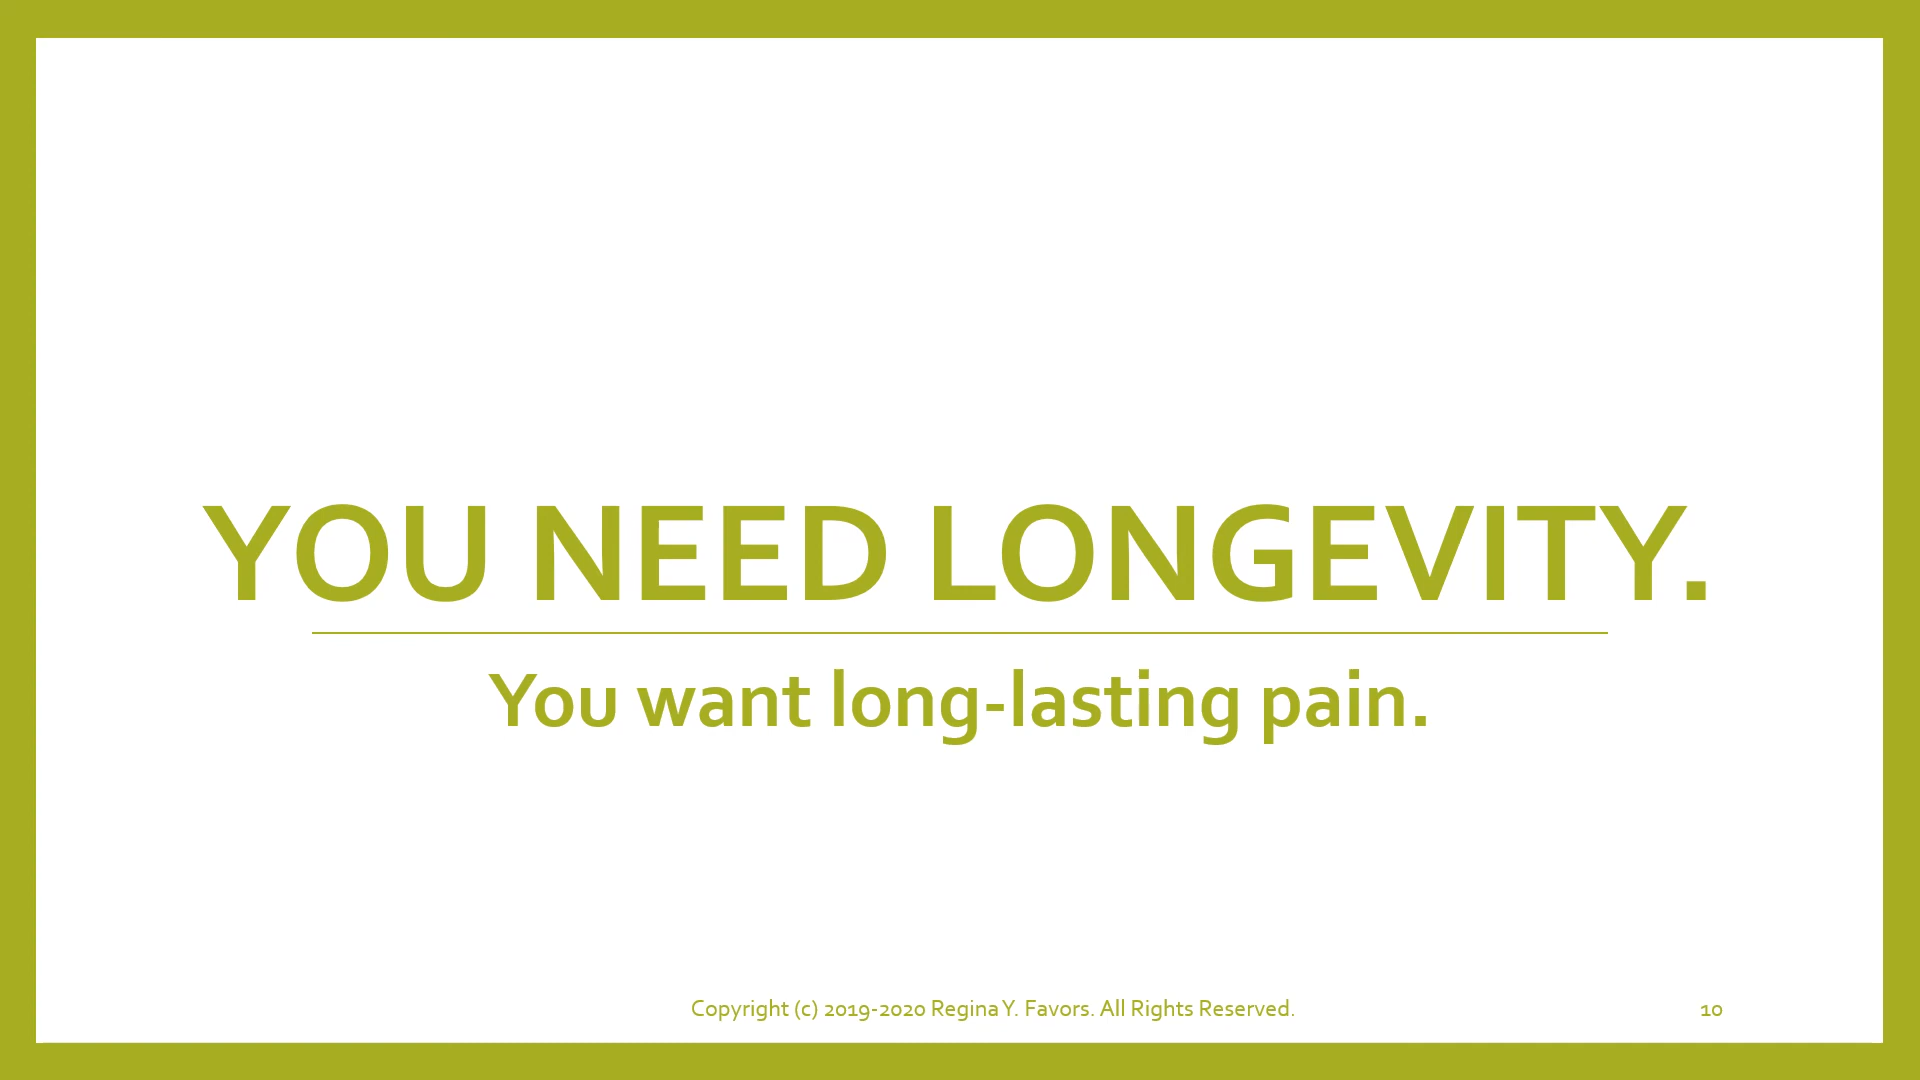 YOU NEED LONGEVITY.
You want long-lasting pain.
Copyright (c) 2019-2020 Regina Y. Favors. All Rights Reserved.
10